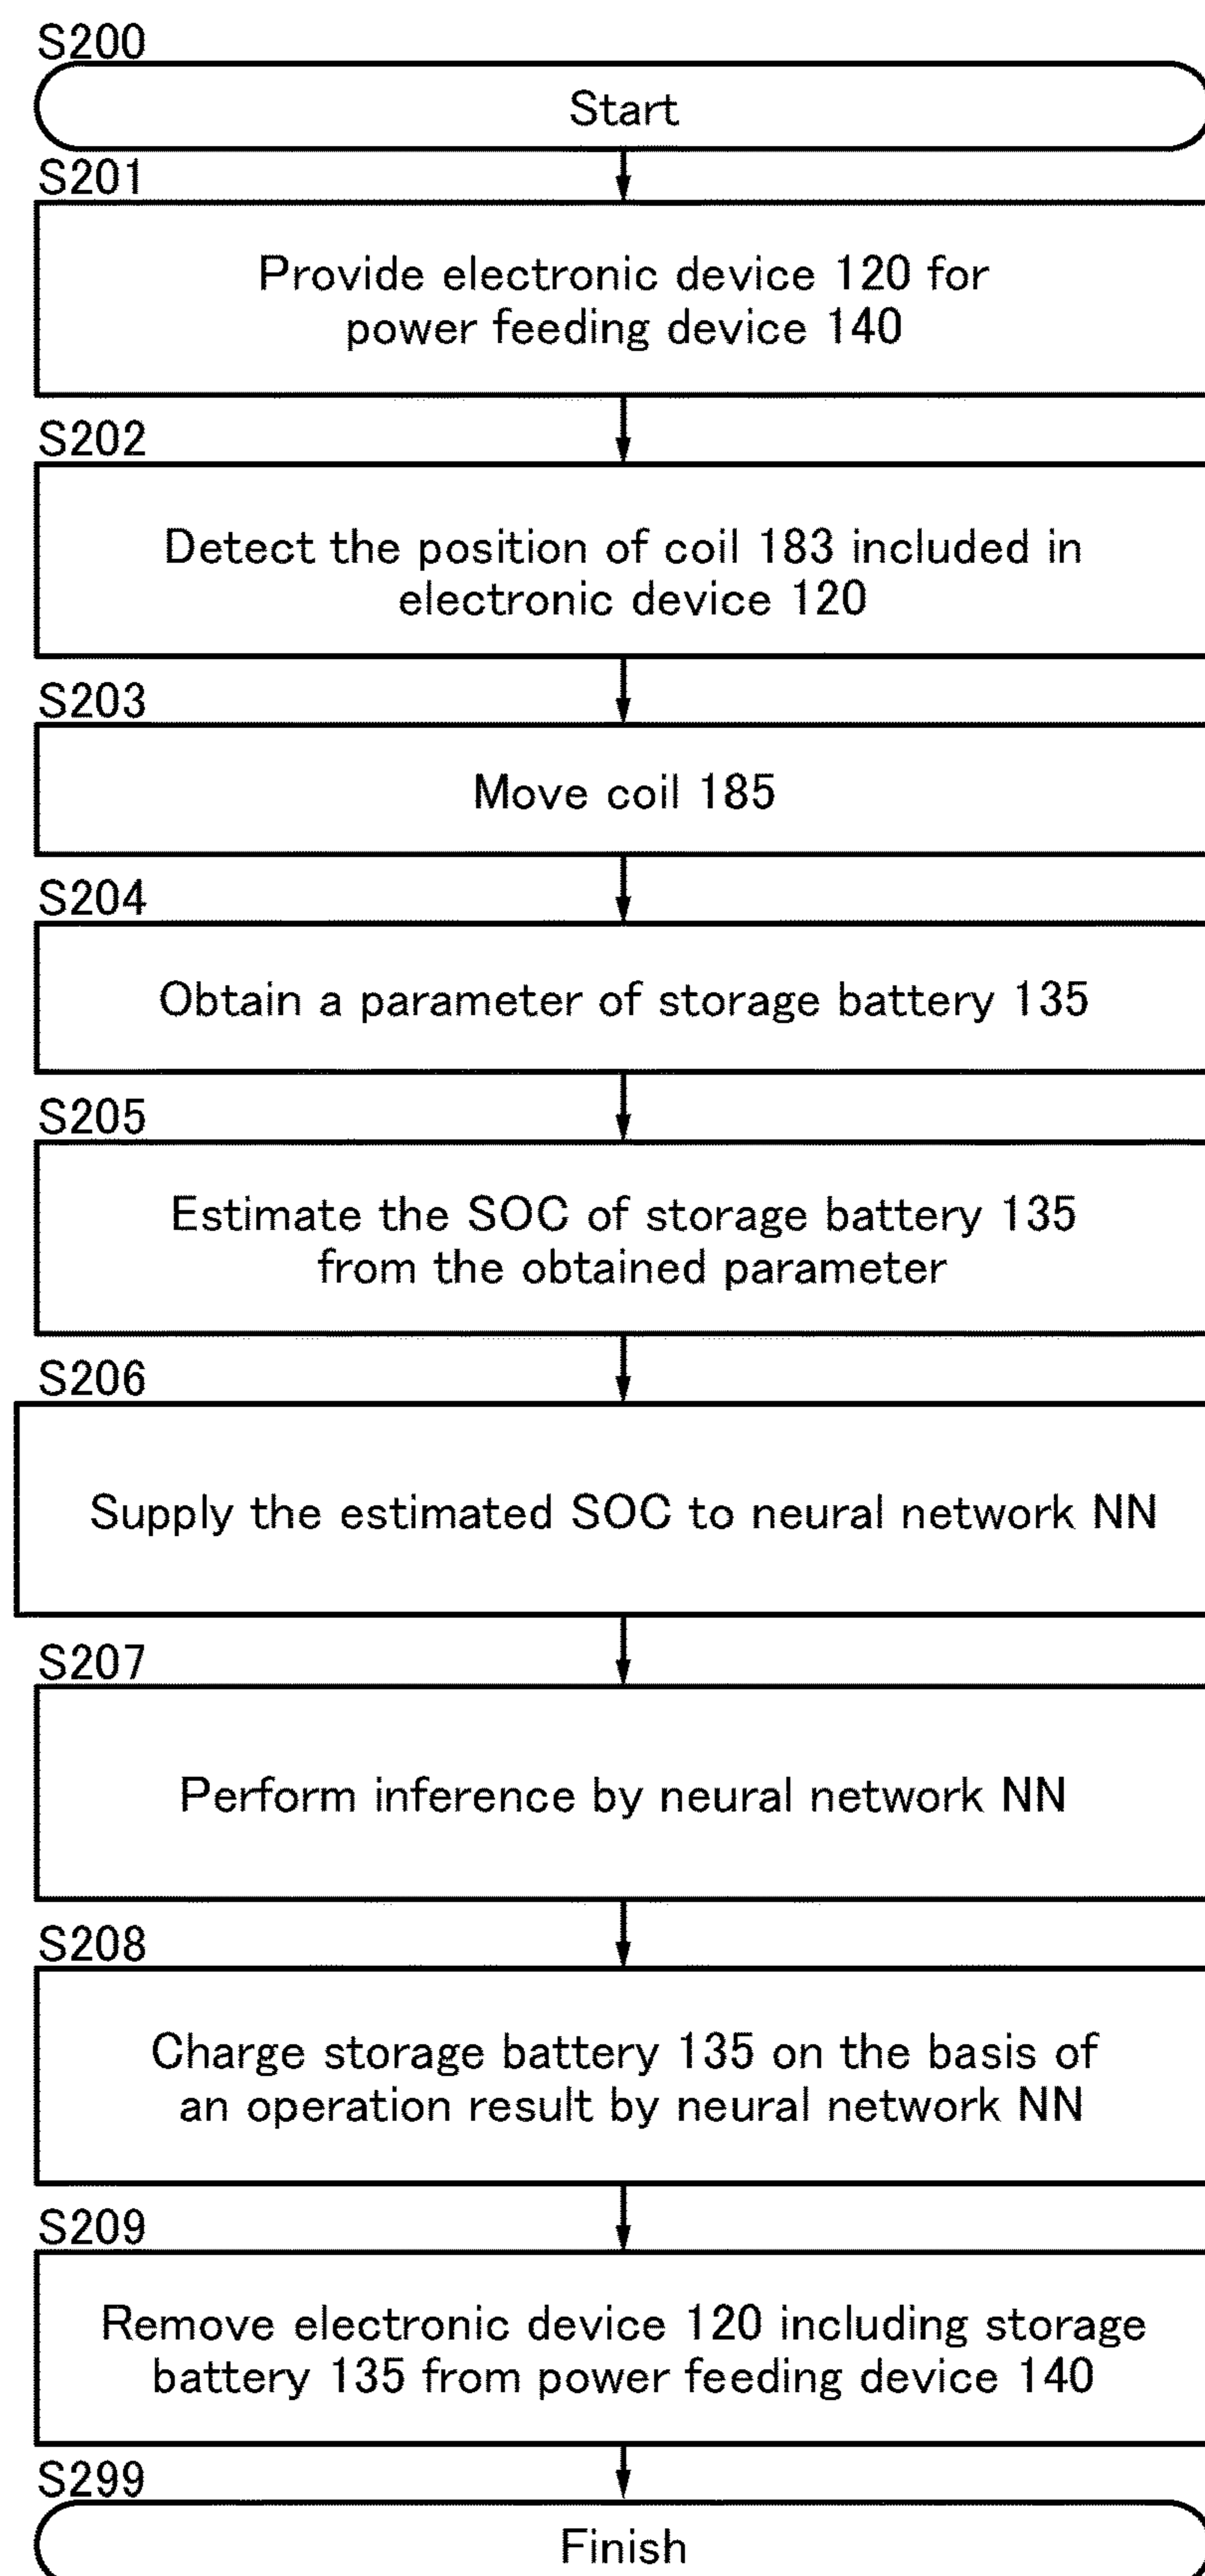 S200
Start
S201
Provide electronic device 120 for
power feeding device 140
S202
Detect the position of coil 183 included in
electronic device 120
S203
Move coil 185
S204
Obtain a parameter of storage battery 135
S205
Estimate the SOC of storage battery 135
from the obtained parameter
S206
Supply the estimated SOC to neural network NN
S207
Perform inference by neural network NN
S208
Charge storage battery 135 on the basis of
an operation result by neural network NN
S209
Remove electronic device 120 including storage
battery 135 from power feeding device 140
S299
Finish